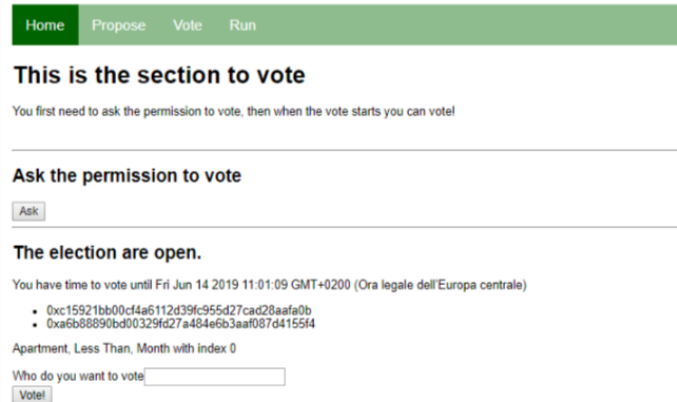 Home Propose Vote Run
This is the section to vote
You first need to ask the permission to vote, then when the vote starts you can vote!
Ask the permission to vote
Ask
The election are open.
You have time to vote until Fri Jun 14 2019 11:01:09 GMT+0200 (Ora legale dell'Europa centrale)
• 0xc15921bb00cf4a6112d39fc955d27cad28aafa0b
• 0xa6b88890bd00329fd27a484e6b3aaf087d4155f4
Apartment, Less Than, Month with index 0
Who do you want to vote
Vote!